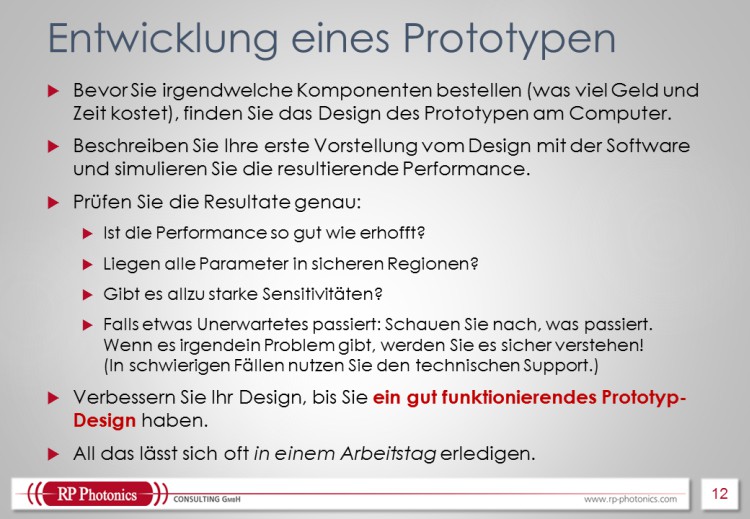 Entwicklung eines Prototypen
Bevor Sie irgendwelche Komponenten bestellen (was viel Geld und
Zeit kostet), finden Sie das Design des Prototypen am Computer.
Beschreiben Sie Ihre erste Vorstellung vom Design mit der Software
und simulieren Sie die resultierende Performance.
Prüfen Sie die Resultate genau:
Ist die Performance so gut wie erhofft?
Liegen alle Parameter in sicheren Regionen?
Gibt es allzu starke Sensitivitäten?
Falls etwas Unerwartetes passiert: Schauen Sie nach, was passiert.
Wenn es irgendein Problem gibt, werden Sie es sicher verstehen!
(In schwierigen Fällen nutzen Sie den technischen Support.)
Verbessern Sie Ihr Design, bis Sie ein gut funktionierendes Prototyp-
Design haben.
All das lässt sich oft in einem Arbeitstag erledigen.
RP Photonics CONSULTING GmbH www.rp-photonics.com 12